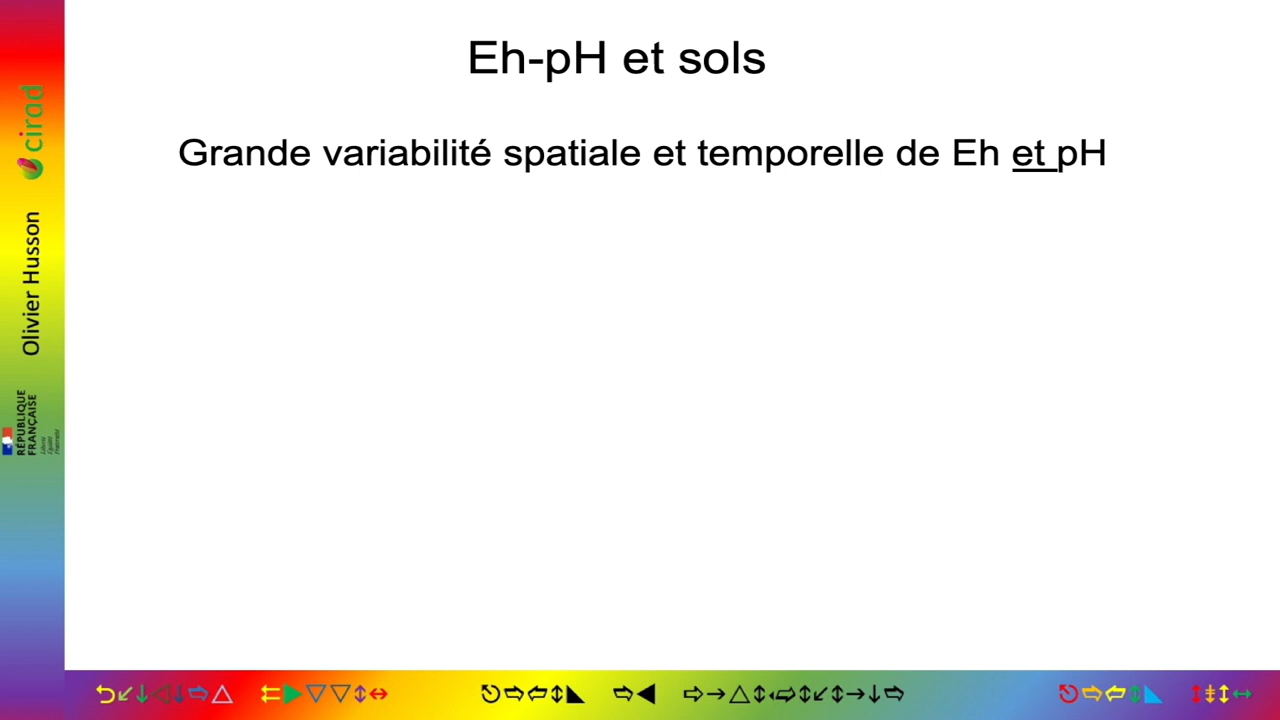 Eh-pH et sols
Grande variabilité spatiale et temporelle de Eh et pH
cirad
Olivier Husson
RÉPUBLIQUE
FRANÇAISE